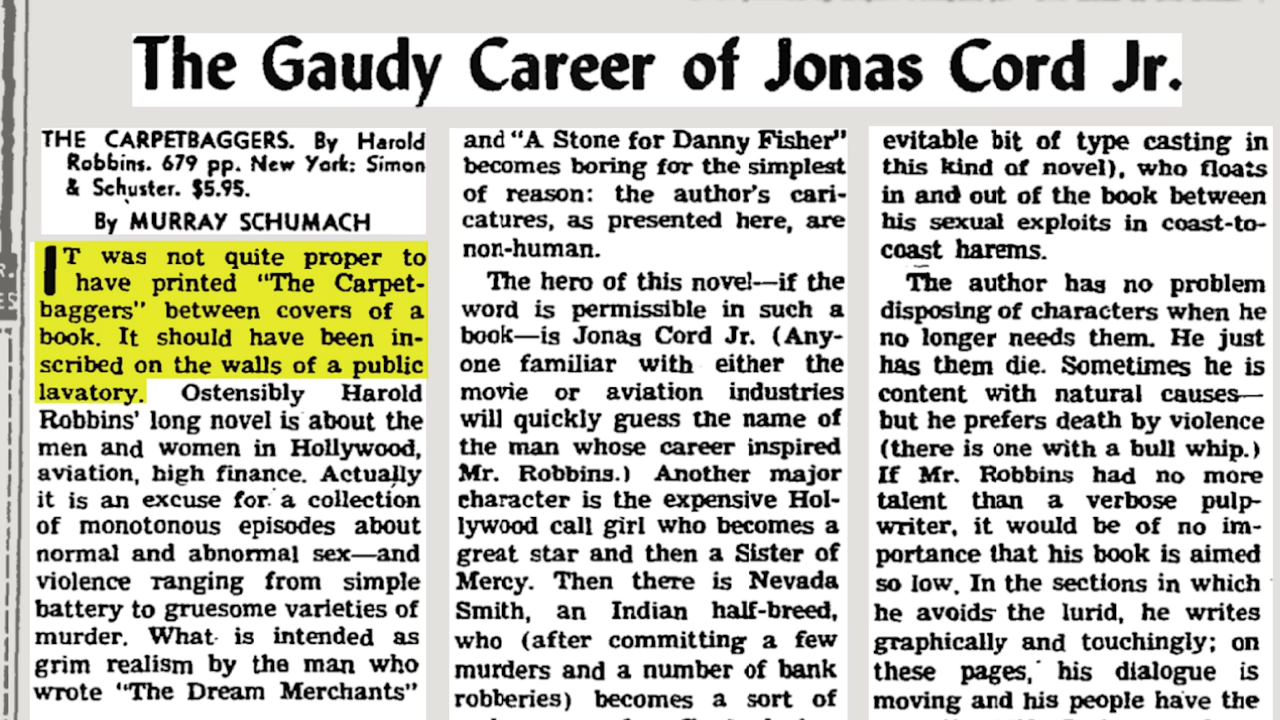 The Gaudy Career of Jonas Cord Jr.
THE CARPETBAGGERS. By Harold
Robbins. 679 pp. New York: Simon
& Schuster. $5.95.
By MURRAY SCHUMACH
IT was not quite proper to
have printed “The Carpet-
baggers” between covers of a
book. It should have been in-
scribed on the walls of a public
lavatory. Ostensibly Harold
Robbins’ long novel is about the
men and women in Hollywood,
aviation, high finance. Actually
it is an excuse for a collection
of monotonous episodes about
normal and abnormal sex—and
violence ranging from simple
battery to gruesome varieties of
murder. What is intended as
grim realism by the man who
wrote “The Dream Merchants”
and “A Stone for Danny Fisher”
becomes boring for the simplest
of reason: the author’s cari-
catures, as presented here, are
non-human.
The hero of this novel—if the
word is permissible in such a
book—is Jonas Cord Jr. (Any-
one familiar with either the
movie or aviation industries
will quickly guess the name of
the man whose career inspired
Mr. Robbins.) Another major
character is the expensive Hol-
lywood call girl who becomes a
great star and then a Sister of
Mercy. Then there is Nevada
Smith, an Indian half-breed,
who (after committing a few
murders and a number of bank
robberies) becomes a sort of
evitable bit of type casting in
this kind of novel), who floats
in and out of the book between
his sexual exploits in coast-to-
coast harems.
The author has no problem
disposing of characters when he
no longer needs them. He just
has them die. Sometimes he is
content with natural causes—
but he prefers death by violence
(there is one with a bull whip.)
If Mr. Robbins had no more
talent than a verbose pulp-
writer, it would be of no im-
portance that his book is aimed
so low. In the sections in which
he avoids the lurid, he writes
graphically and touchingly; on
these pages, his dialogue is
moving and his people have the